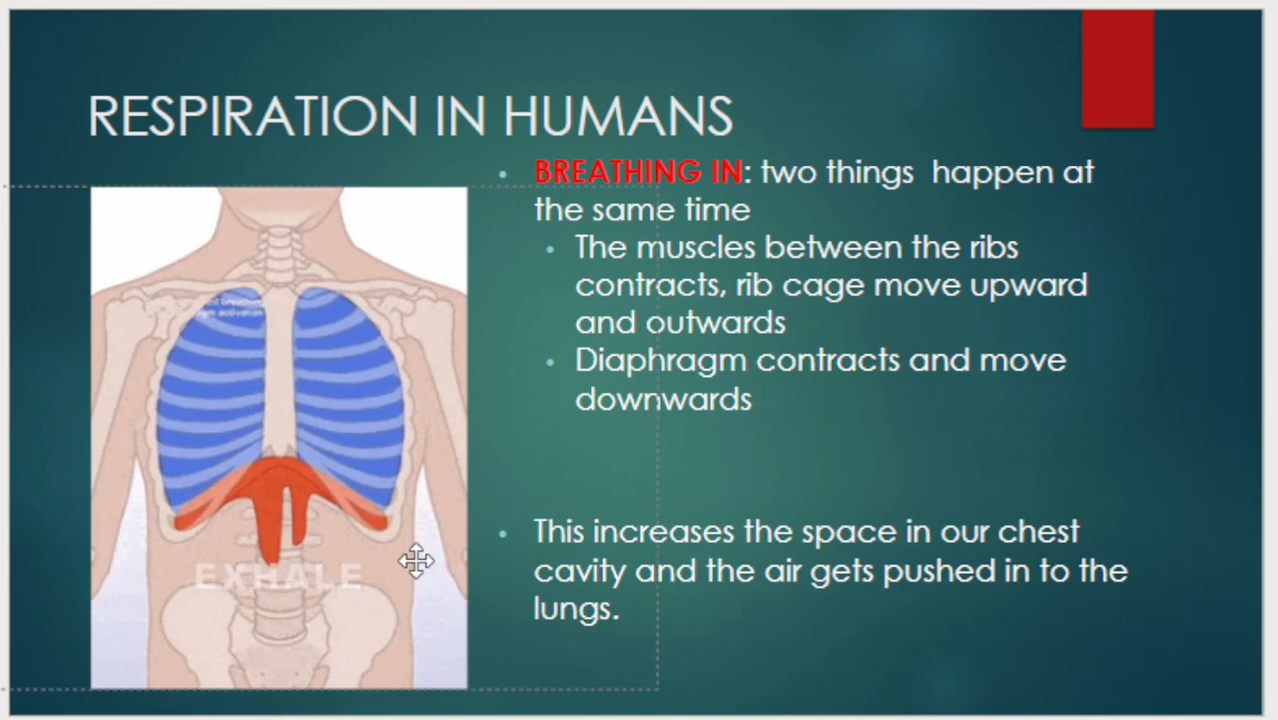 RESPIRATION IN HUMANS
• BREATHING IN: two things happen at
the same time
• The muscles between the ribs
contracts, rib cage move upward
and outwards
• Diaphragm contracts and move
downwards
• This increases the space in our chest
cavity and the air gets pushed in to the
lungs.
activation
EXHALE